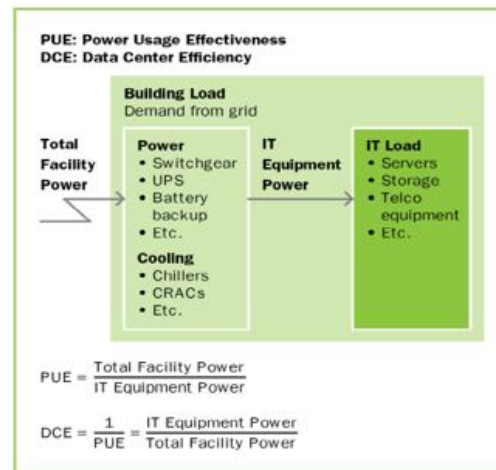 PUE: Power Usage Effectiveness
DCE: Data Center Efficiency
Building Load
Demand from grid
Total
Facility
Power
Power
• Switchgear
• UPS
• Battery
backup
• Etc.
Cooling
• Chillers
• CRACs
• Etc.
IT
Equipment
Power
IT Load
• Servers
• Storage
• Telco
equipment
• Etc.
PUE = Total Facility Power / IT Equipment Power
DCE = 1 / PUE = IT Equipment Power / Total Facility Power